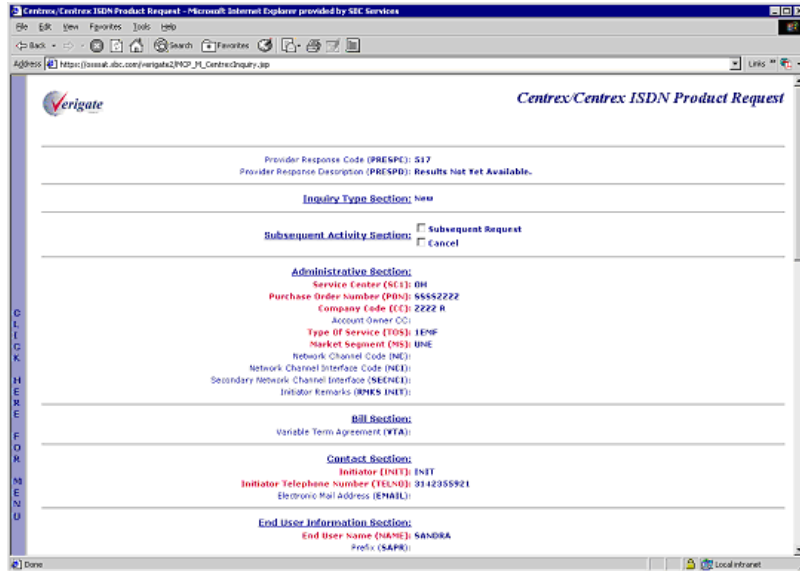 Centrex/Centrex ISDN Product Request - Microsoft Internet Explorer provided by SBC Services
File Edit View Favorites Tools Help
Back Search Favorites
Address https://osssat.sbc.com/verigate2/MCP_M_CentrexInquiry.jsp Links »
Verigate
Centrex/Centrex ISDN Product Request
Provider Response Code (PRESPC): 517
Provider Response Description (PRESPD): Results Not Yet Available.
Inquiry Type Section: New
Subsequent Activity Section: Subsequent Request
Cancel
Administrative Section:
Service Center (SC1): OH
Purchase Order Number (PON): SSSS2222
Company Code (CC): 2222 R
Account Owner CC:
Type Of Service (TOS): 1EMF
Market Segment (MS): UNE
Network Channel Code (NC):
Network Channel Interface Code (NCI):
Secondary Network Channel Interface (SECNCI):
Initiator Remarks (RMKS INIT):
Bill Section:
Variable Term Agreement (VTA):
Contact Section:
Initiator (INIT): INIT
Initiator Telephone Number (TELNO): 3142355921
Electronic Mail Address (EMAIL):
End User Information Section:
End User Name (NAME): SANDRA
Prefix (SAPR):
CLICK HERE FOR MENU
Done Local intranet